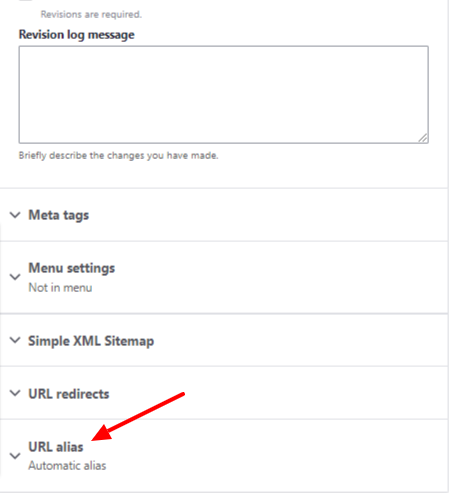 Revisions are required.
Revision log message
Briefly describe the changes you have made.
Meta tags
Menu settings
Not in menu
Simple XML Sitemap
URL redirects
URL alias
Automatic alias